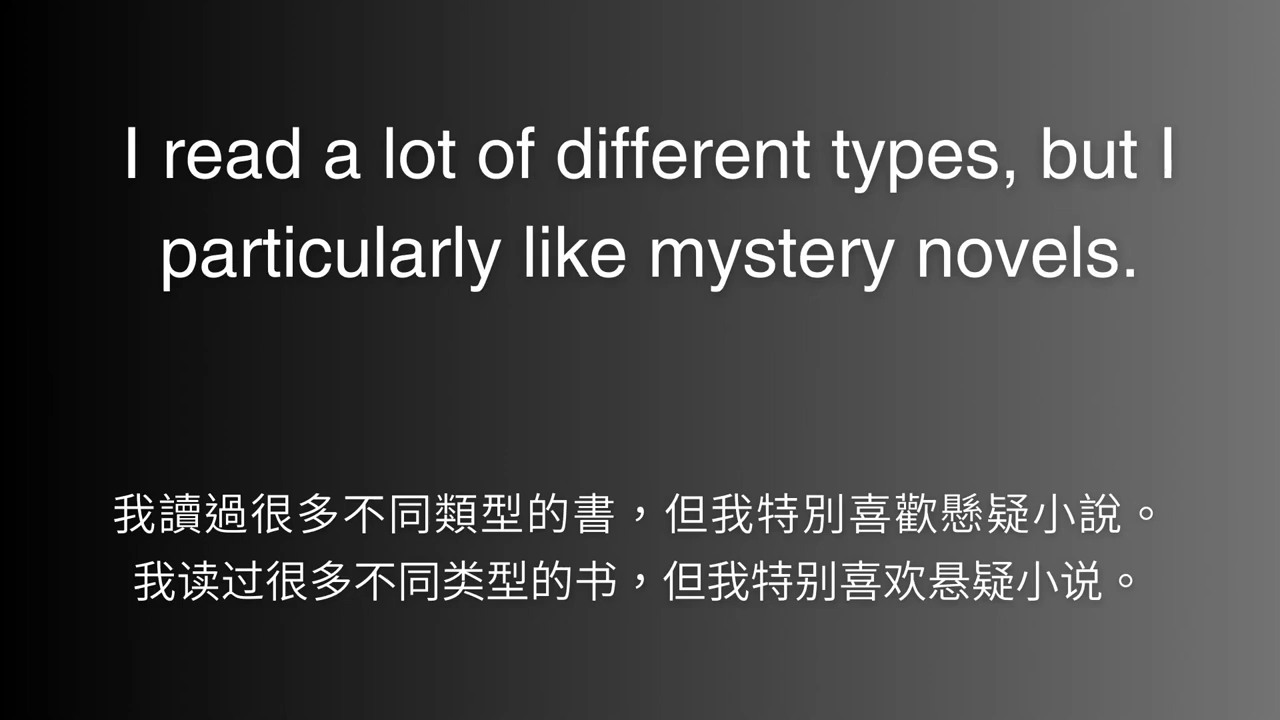 I read a lot of different types, but I
particularly like mystery novels.
我讀過很多不同類型的書，但我特別喜歡懸疑小說。
我读过很多不同类型的书，但我特别喜欢悬疑小说。